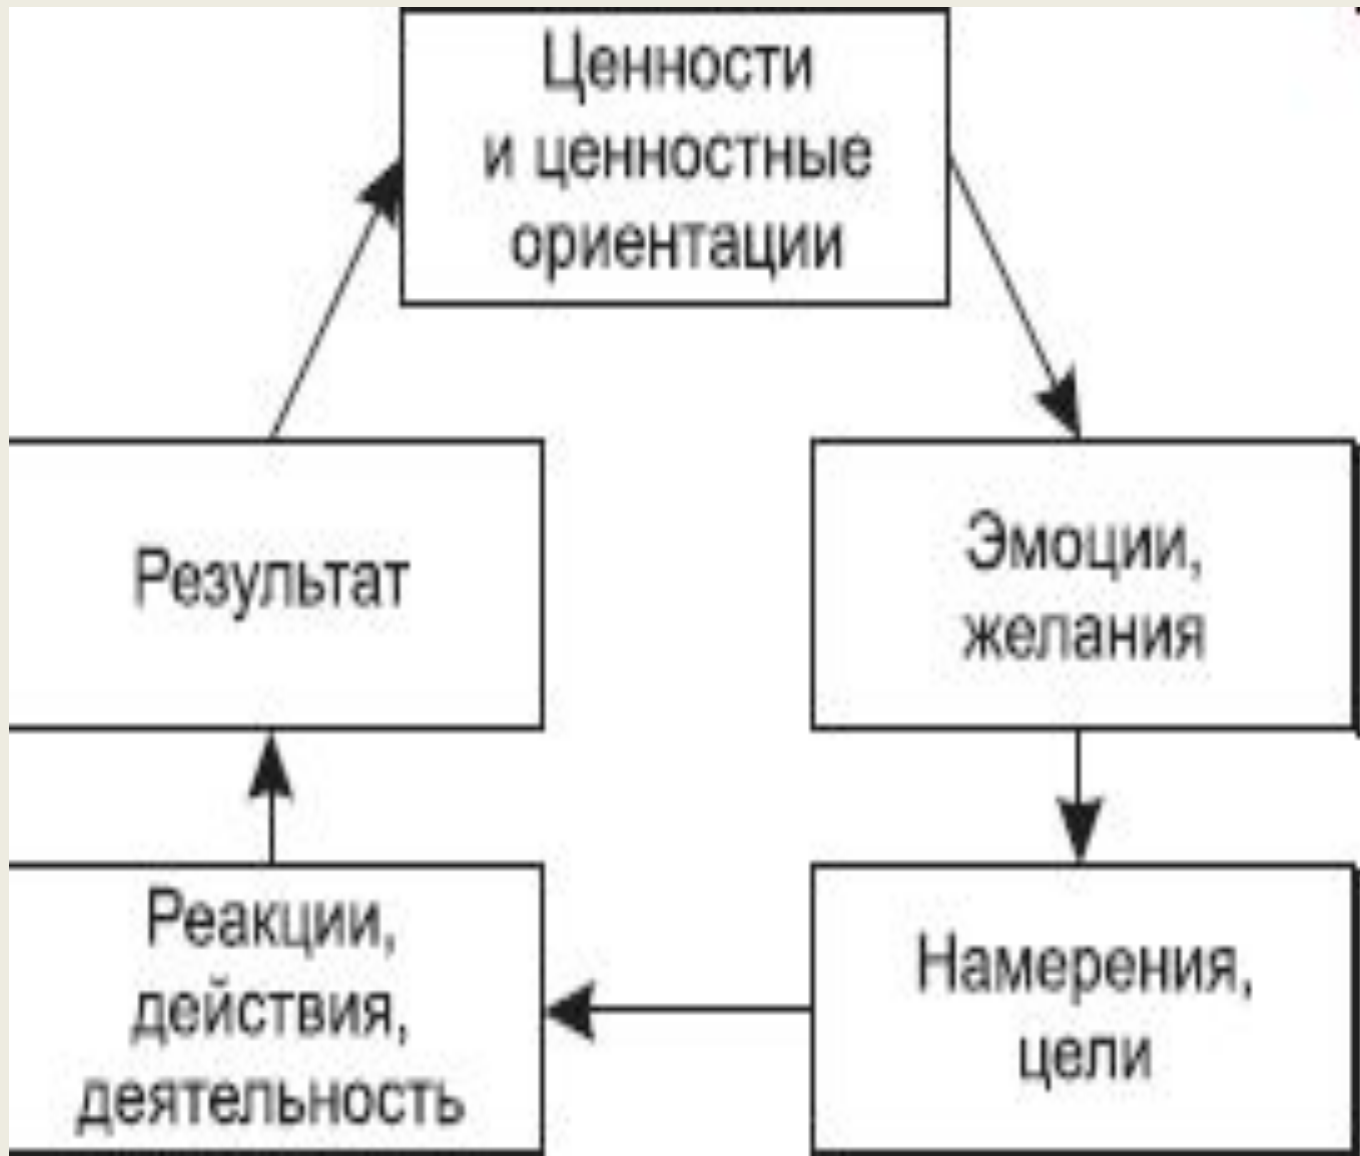 Ценности
и ценностные
ориентации
Результат
Эмоции,
желания
Реакции,
действия,
деятельность
Намерения,
цели